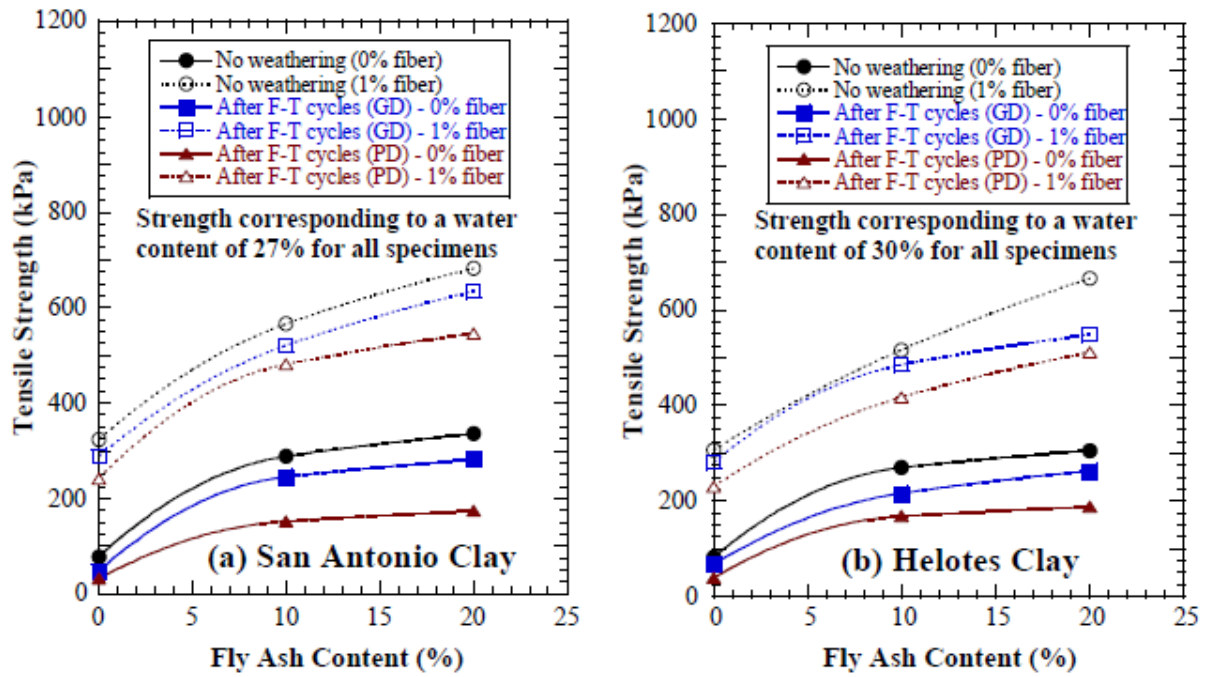 1200
1000
800
600
400
200
0
Tensile Strength (kPa)
No weathering (0% fiber)
No weathering (1% fiber)
After F-T cycles (GD) - 0% fiber
After F-T cycles (GD) - 1% fiber
After F-T cycles (PD) - 0% fiber
After F-T cycles (PD) - 1% fiber
Strength corresponding to a water
content of 27% for all specimens
(a) San Antonio Clay
0 5 10 15 20 25
Fly Ash Content (%)
1200
1000
800
600
400
200
0
Tensile Strength (kPa)
No weathering (0% fiber)
No weathering (1% fiber)
After F-T cycles (GD) - 0% fiber
After F-T cycles (GD) - 1% fiber
After F-T cycles (PD) - 0% fiber
After F-T cycles (PD) - 1% fiber
Strength corresponding to a water
content of 30% for all specimens
(b) Helotes Clay
0 5 10 15 20 25
Fly Ash Content (%)